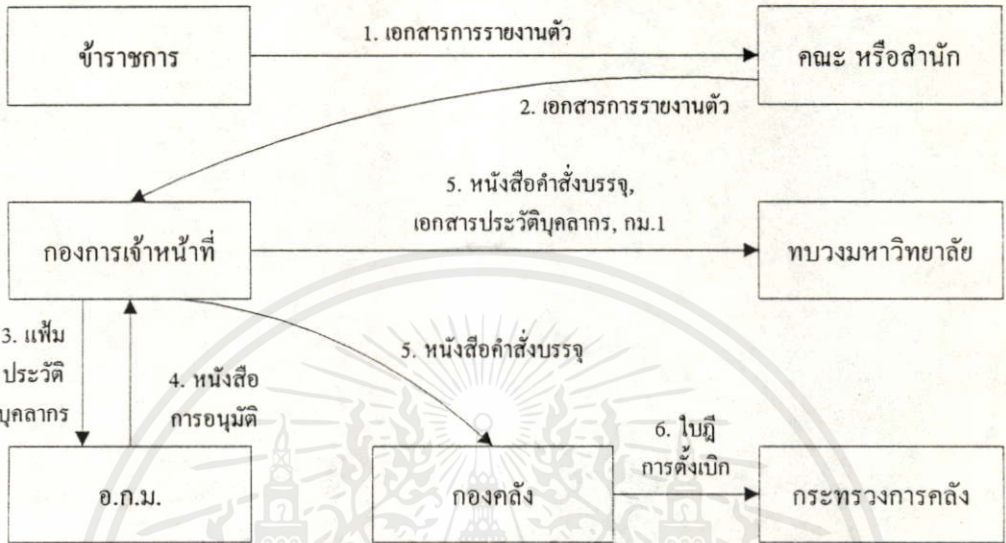 1. เอกสารการรายงานตัว
ข้าราชการ
คณะ หรือสำนัก
2. เอกสารการรายงานตัว
5. หนังสือคำสั่งบรรจุ,
เอกสารประวัติบุคลากร, กม.1
กองการเจ้าหน้าที่
ทบวงมหาวิทยาลัย
3. แฟ้ม
ประวัติ
บุคลากร
4. หนังสือ
การอนุมัติ
5. หนังสือคำสั่งบรรจุ
6. ใบฎี
การตั้งเบิก
อ.ก.ม.
กองคลัง
กระทรวงการคลัง